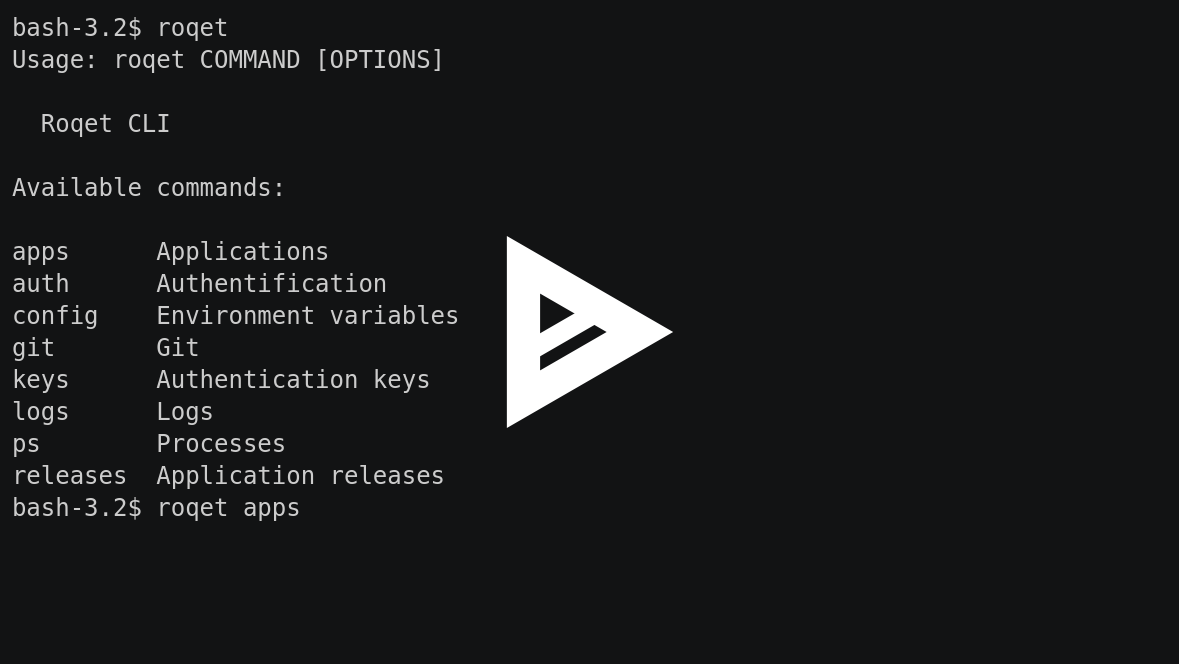 bash-3.2$ roqet
Usage: roqet COMMAND [OPTIONS]
Roqet CLI
Available commands:
apps      Applications
auth      Authentification
config    Environment variables
git       Git
keys      Authentication keys
logs      Logs
ps        Processes
releases  Application releases
bash-3.2$ roqet apps